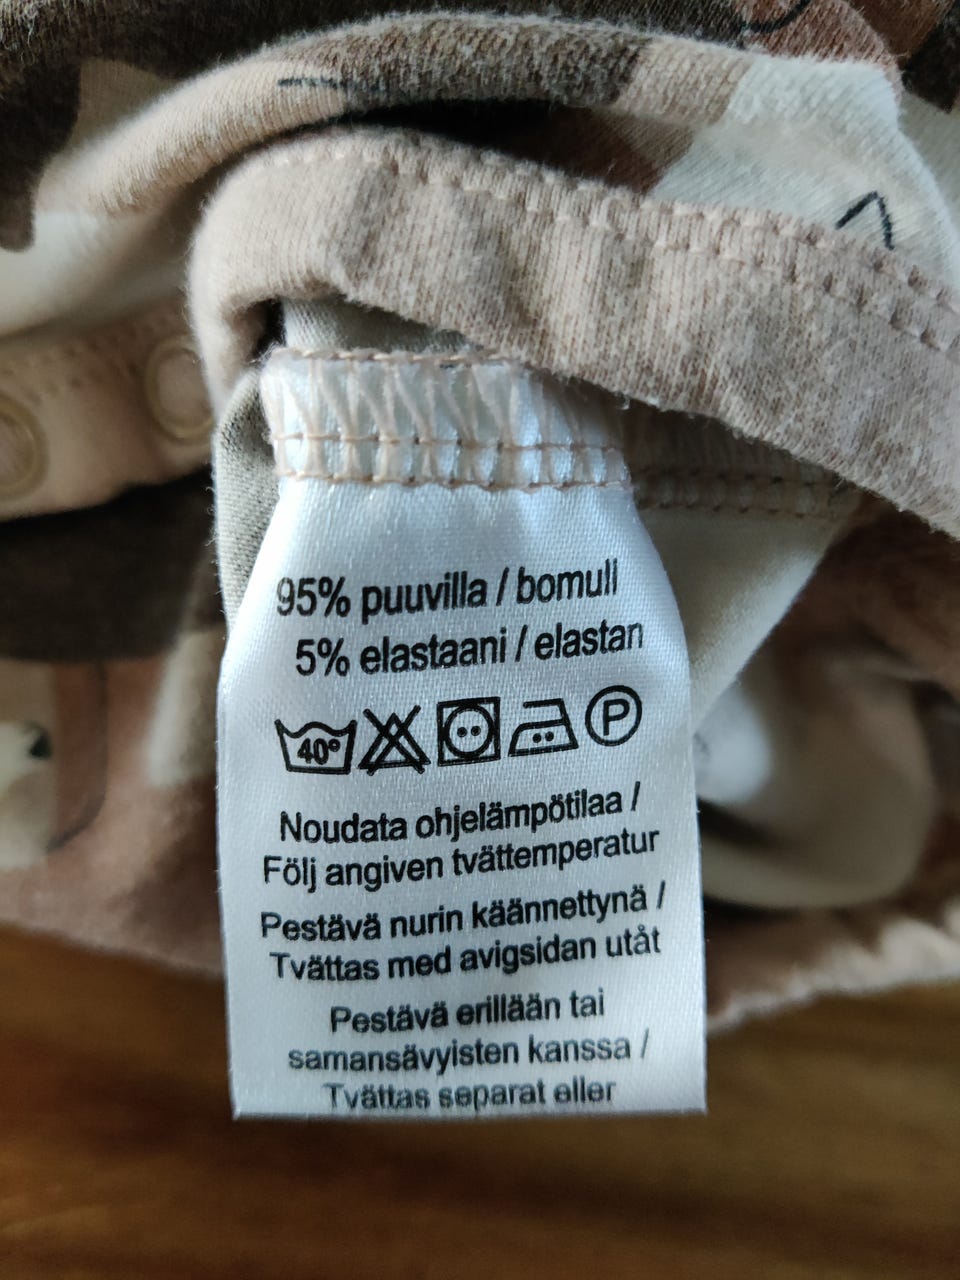 95% puuvilla / bomull
5% elastaani / elastan
40° P
Noudata ohjelämpötilaa /
Följ angiven tvättemperatur
Pestävä nurin käännettynä /
Tvättas med avigsidan utåt
Pestävä erillään tai
samansävyisten kanssa /
Tvättas separat eller